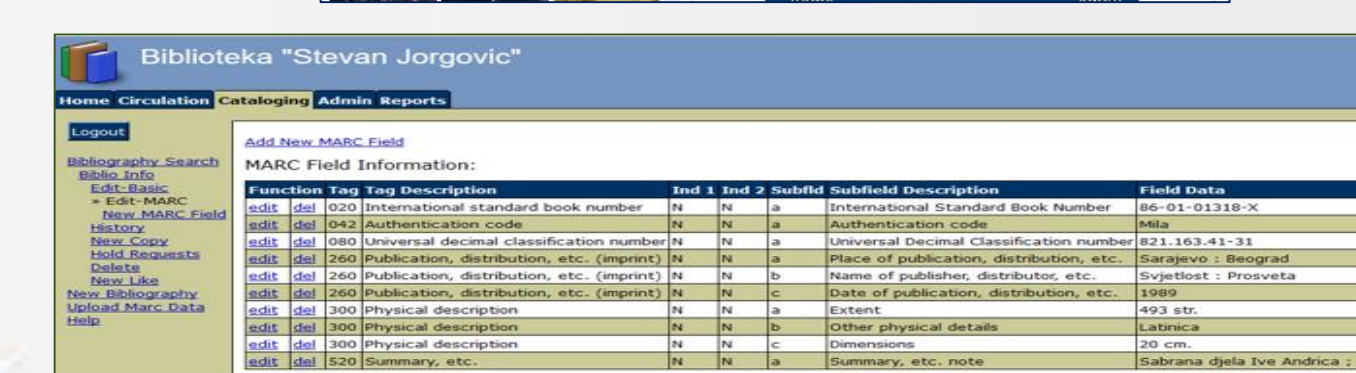 Biblioteka "Stevan Jorgovic"
Home Circulation Cataloging Admin Reports
Logout
Bibliography Search
Biblio Info
Edit-Basic
» Edit-MARC
New MARC Field
History
New Copy
Hold Requests
Delete
New Like
New Bibliography
Upload Marc Data
Help
Add New MARC Field
MARC Field Information:
Function Tag Tag Description Ind 1 Ind 2 Subfld Subfield Description Field Data
edit del 020 International standard book number N N a International Standard Book Number 86-01-01318-X
edit del 042 Authentication code N N a Authentication code Mila
edit del 080 Universal decimal classification number N N a Universal Decimal Classification number 821.163.41-31
edit del 260 Publication, distribution, etc. (imprint) N N a Place of publication, distribution, etc. Sarajevo : Beograd
edit del 260 Publication, distribution, etc. (imprint) N N b Name of publisher, distributor, etc. Svjetlost : Prosveta
edit del 260 Publication, distribution, etc. (imprint) N N c Date of publication, distribution, etc. 1989
edit del 300 Physical description N N a Extent 493 str.
edit del 300 Physical description N N b Other physical details Latinica
edit del 300 Physical description N N c Dimensions 20 cm.
edit del 520 Summary, etc. N N a Summary, etc. note Sabrana djela Ive Andrica ;